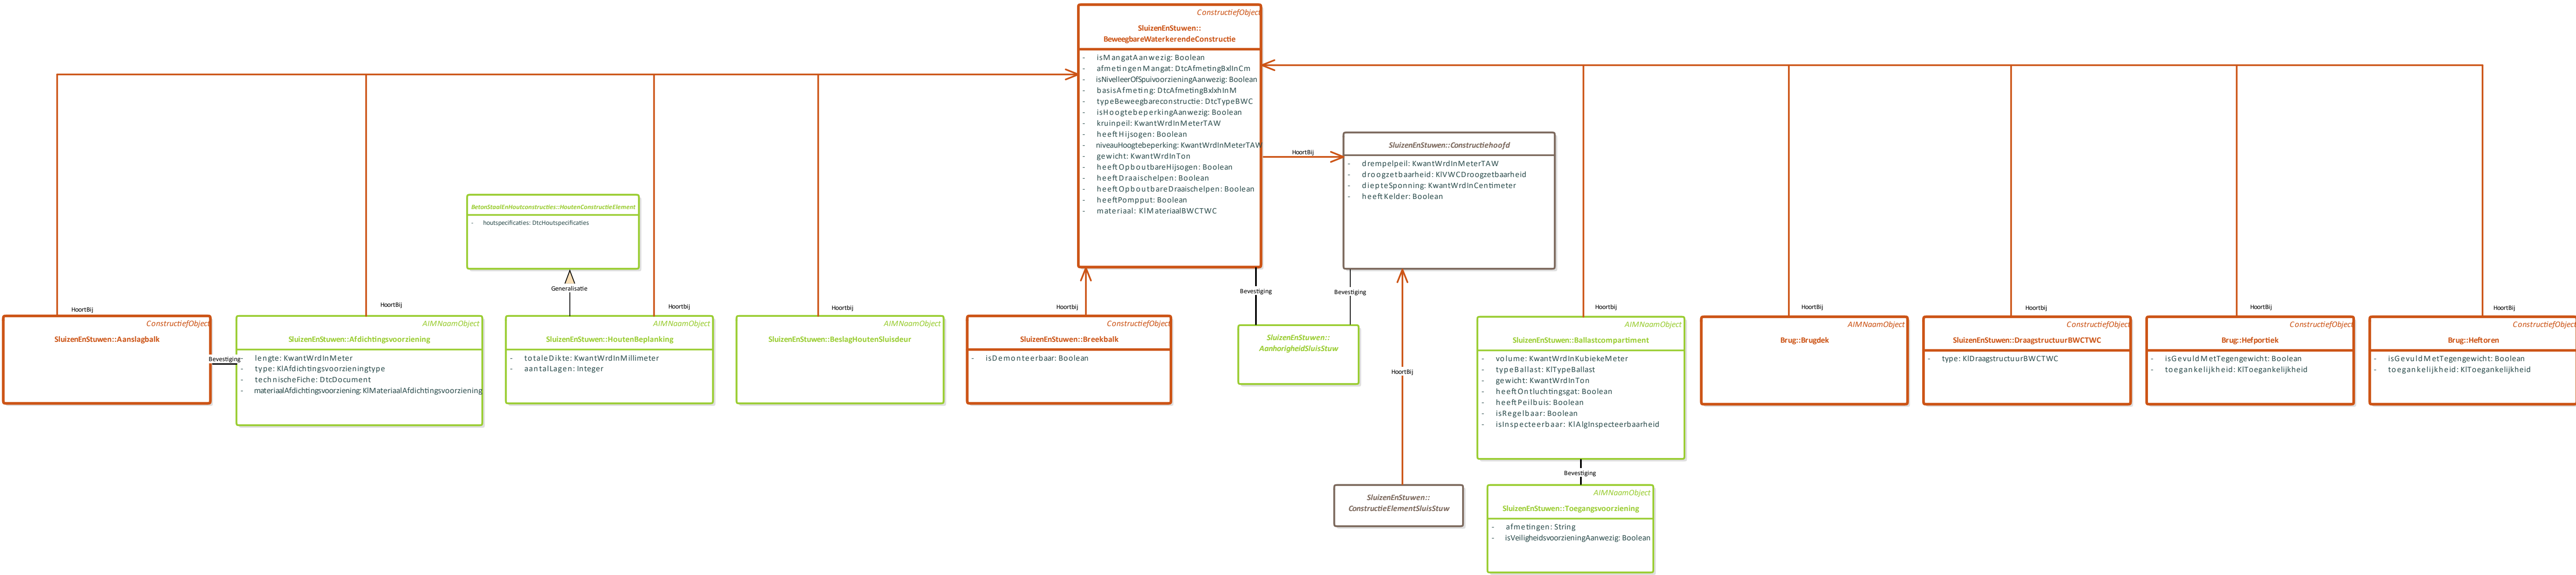 ConstructiefObject
SluizenEnStuwen::
BeweegbareWaterkerendeConstructie
- isMangatAanwezig: Boolean
- afmetingenMangat: DtcAfmetingBxlInCm
- isNivelleerOfSpuivoorzieningAanwezig: Boolean
- basisAfmeting: DtcAfmetingBxlxhInM
- typeBeweegbareconstructie: DtcTypeBWC
- isHoogtebeperkingAanwezig: Boolean
- kruinpeil: KwantWrdInMeterTAW
- heeftHijsogen: Boolean
- niveauHoogtebeperking: KwantWrdInMeterTAW
- gewicht: KwantWrdInTon
- heeftOpboutbareHijsogen: Boolean
- heeftDraaischelpen: Boolean
- heeftOpboutbareDraaischelpen: Boolean
- heeftPompput: Boolean
- materiaal: KlMateriaalBWCTWC
HoortBij
SluizenEnStuwen::Constructiehoofd
- drempelpeil: KwantWrdInMeterTAW
- droogzetbaarheid: KlVWCDroogzetbaarheid
- diepteSponning: KwantWrdInCentimeter
- heeftKelder: Boolean
BetonStaalEnHoutconstructies::HoutenConstructieElement
- houtspecificaties: DtcHoutspecificaties
Generalisatie
Bevestiging
Bevestiging
HoortBij
HoortBij
Hoortbij
Hoortbij
Hoortbij
Hoortbij
HoortBij
Hoortbij
HoortBij
HoortBij
ConstructiefObject
SluizenEnStuwen::Aanslagbalk
Bevestiging
AIMNaamObject
SluizenEnStuwen::Afdichtingsvoorziening
- lengte: KwantWrdInMeter
- type: KlAfdichtingsvoorzieningtype
- technischeFiche: DtcDocument
- materiaalAfdichtingsvoorziening: KlMateriaalAfdichtingsvoorziening
AIMNaamObject
SluizenEnStuwen::HoutenBeplanking
- totaleDikte: KwantWrdInMillimeter
- aantalLagen: Integer
AIMNaamObject
SluizenEnStuwen::BeslagHoutenSluisdeur
ConstructiefObject
SluizenEnStuwen::Breekbalk
- isDemonteerbaar: Boolean
SluizenEnStuwen::
AanhorigheidSluisStuw
HoortBij
AIMNaamObject
SluizenEnStuwen::Ballastcompartiment
- volume: KwantWrdInKubiekeMeter
- typeBallast: KlTypeBallast
- gewicht: KwantWrdInTon
- heeftOntluchtingsgat: Boolean
- heeftPeilbuis: Boolean
- isRegelbaar: Boolean
- isInspecteerbaar: KlAlgInspecteerbaarheid
AIMNaamObject
Brug::Brugdek
ConstructiefObject
SluizenEnStuwen::DraagstructuurBWCTWC
- type: KlDraagstructuurBWCTWC
ConstructiefObject
Brug::Hefportiek
- isGevuldMetTegengewicht: Boolean
- toegankelijkheid: KlToegankelijkheid
ConstructiefObject
Brug::Heftoren
- isGevuldMetTegengewicht: Boolean
- toegankelijkheid: KlToegankelijkheid
Bevestiging
SluizenEnStuwen::
ConstructieElementSluisStuw
AIMNaamObject
SluizenEnStuwen::Toegangsvoorziening
- afmetingen: String
- isVeiligheidsvoorzieningAanwezig: Boolean